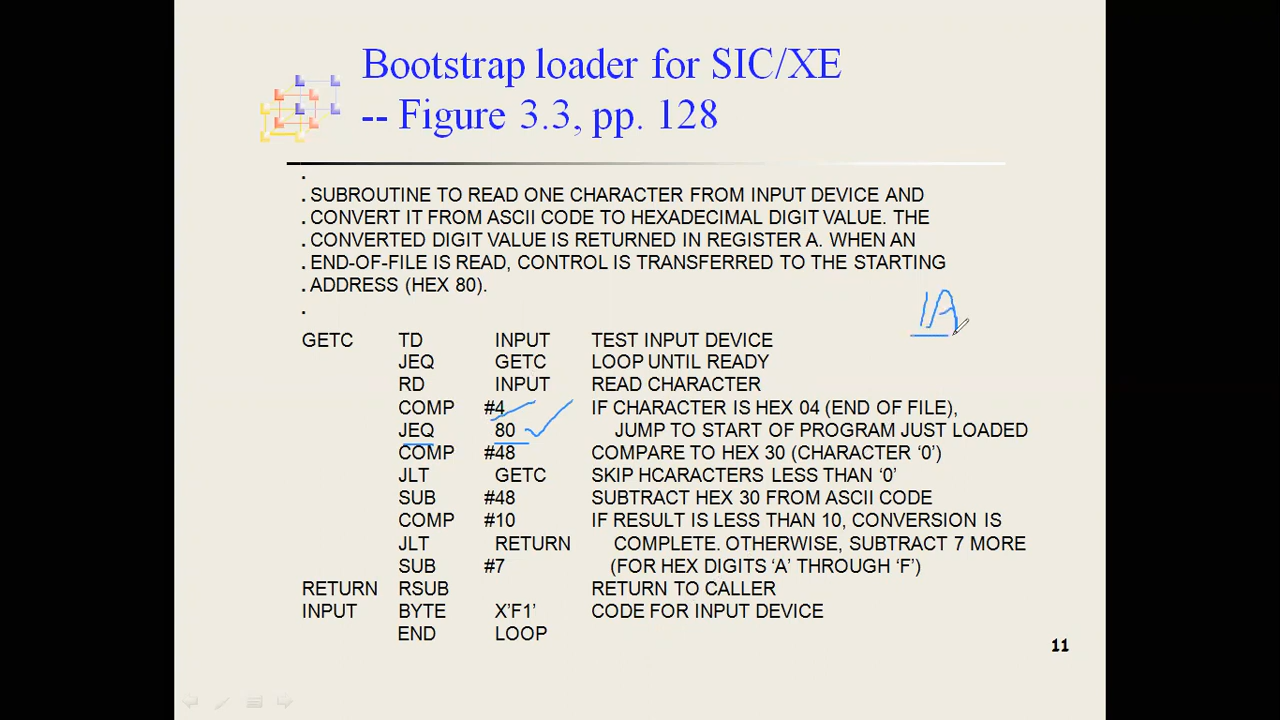 Bootstrap loader for SIC/XE
-- Figure 3.3, pp. 128
.
. SUBROUTINE TO READ ONE CHARACTER FROM INPUT DEVICE AND
. CONVERT IT FROM ASCII CODE TO HEXADECIMAL DIGIT VALUE. THE
. CONVERTED DIGIT VALUE IS RETURNED IN REGISTER A. WHEN AN
. END-OF-FILE IS READ, CONTROL IS TRANSFERRED TO THE STARTING
. ADDRESS (HEX 80).
.
1A
GETC TD INPUT TEST INPUT DEVICE
JEQ GETC LOOP UNTIL READY
RD INPUT READ CHARACTER
COMP #4 IF CHARACTER IS HEX 04 (END OF FILE),
JEQ 80 JUMP TO START OF PROGRAM JUST LOADED
COMP #48 COMPARE TO HEX 30 (CHARACTER ‘0’)
JLT GETC SKIP HCARACTERS LESS THAN ‘0’
SUB #48 SUBTRACT HEX 30 FROM ASCII CODE
COMP #10 IF RESULT IS LESS THAN 10, CONVERSION IS
JLT RETURN COMPLETE. OTHERWISE, SUBTRACT 7 MORE
SUB #7 (FOR HEX DIGITS ‘A’ THROUGH ‘F’)
RETURN RSUB RETURN TO CALLER
INPUT BYTE X’F1’ CODE FOR INPUT DEVICE
END LOOP
11